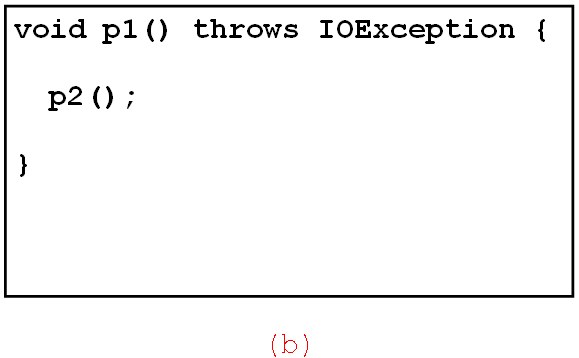 void p1() throws IOException {
p2();
}
(b)